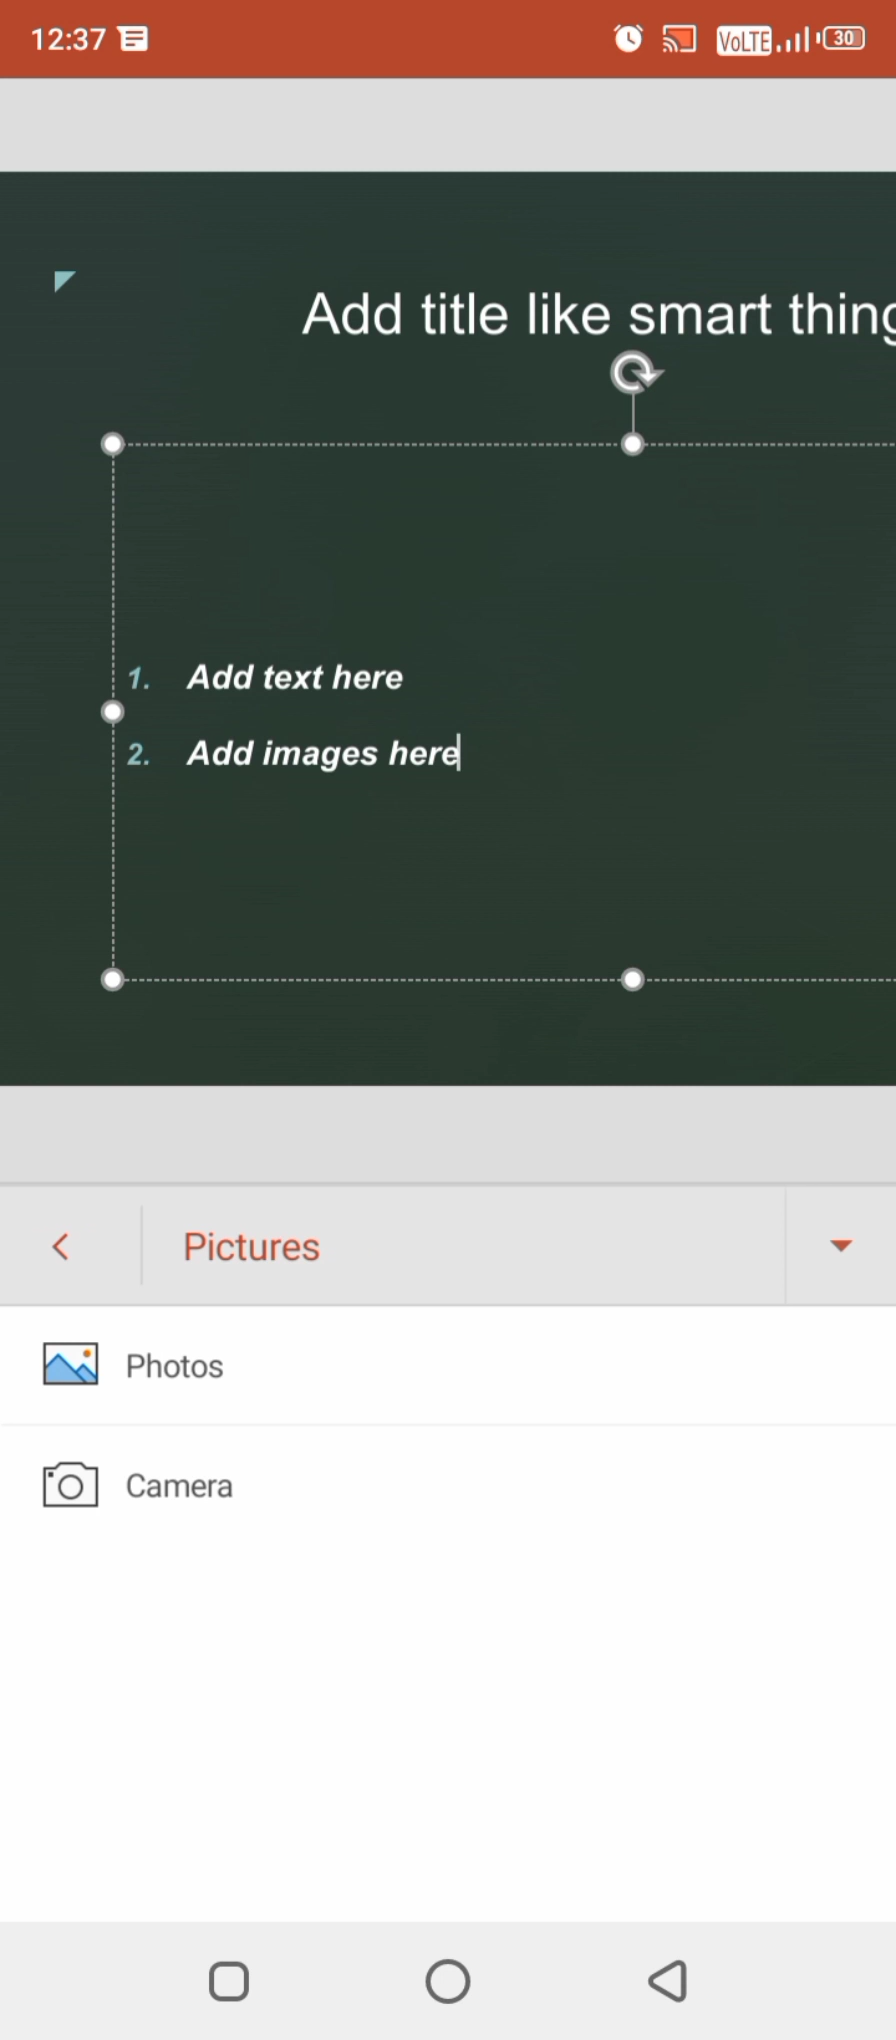 12:37
VoLTE
30
Add title like smart thing
1. Add text here
2. Add images here
Pictures
Photos
Camera